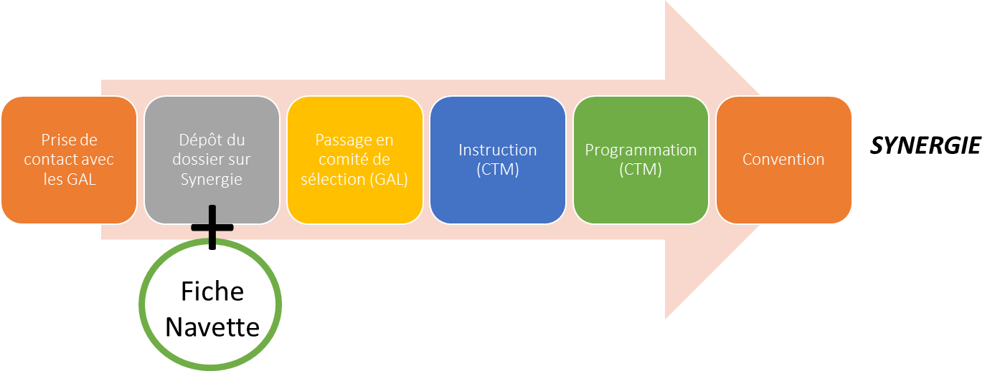 Prise de
contact avec
les GAL
Dépôt du
dossier sur
Synergie
Passage en
comité de
sélection (GAL)
Instruction
(CTM)
Programmation
(CTM)
Convention
SYNERGIE
+
Fiche
Navette